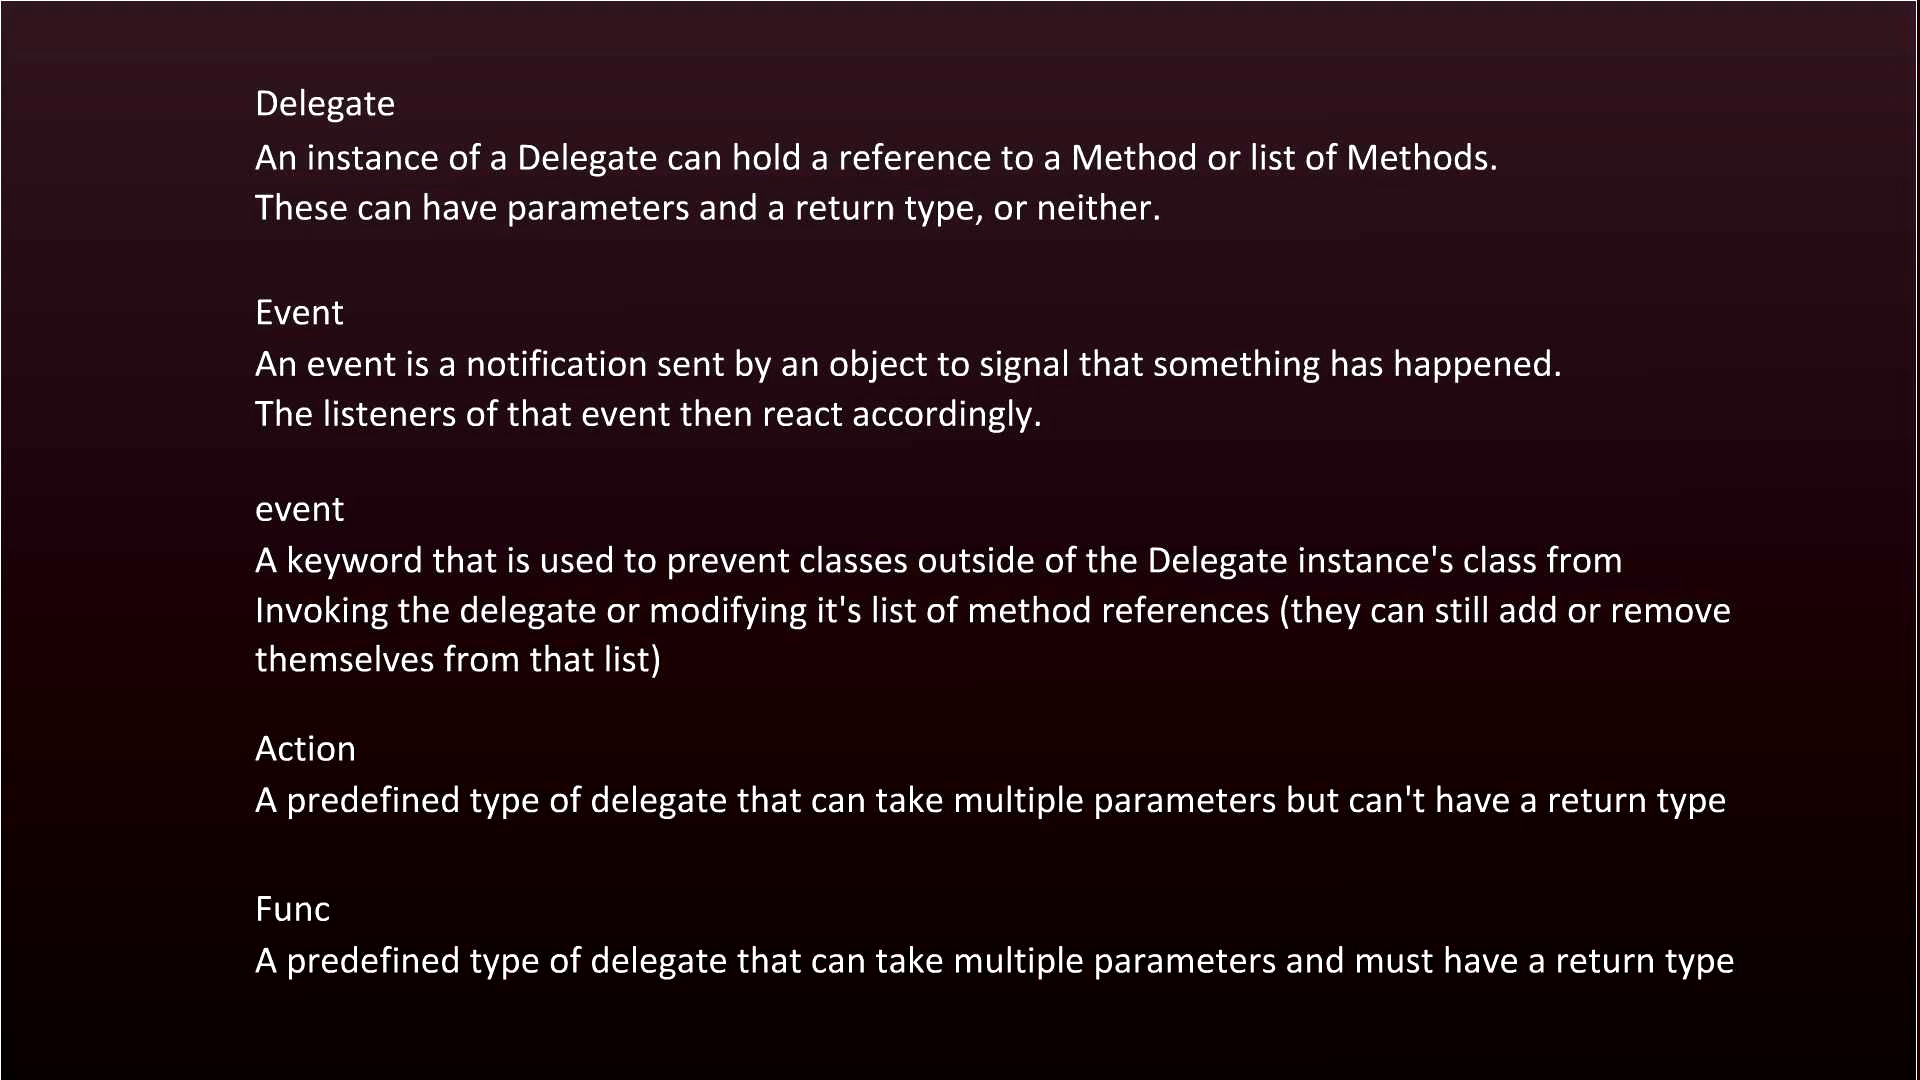 Delegate
An instance of a Delegate can hold a reference to a Method or list of Methods.
These can have parameters and a return type, or neither.
Event
An event is a notification sent by an object to signal that something has happened.
The listeners of that event then react accordingly.
event
A keyword that is used to prevent classes outside of the Delegate instance's class from
Invoking the delegate or modifying it's list of method references (they can still add or remove
themselves from that list)
Action
A predefined type of delegate that can take multiple parameters but can't have a return type
Func
A predefined type of delegate that can take multiple parameters and must have a return type